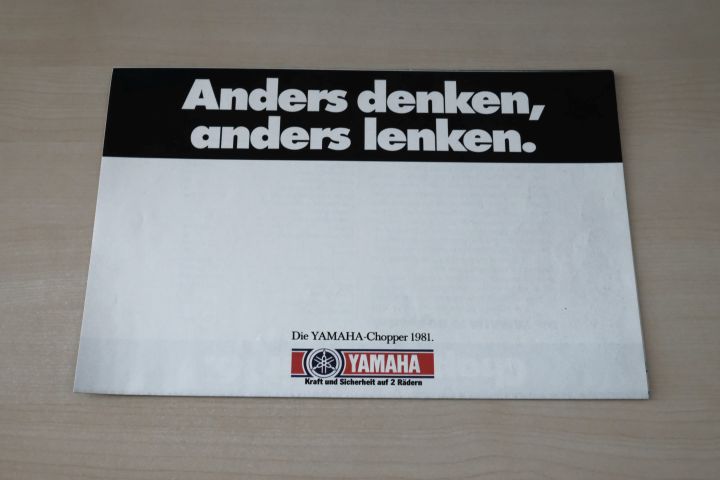 Anders denken,
anders lenken.
Die YAMAHA-Chopper 1981.
YAMAHA
Kraft und Sicherheit auf 2 Rädern